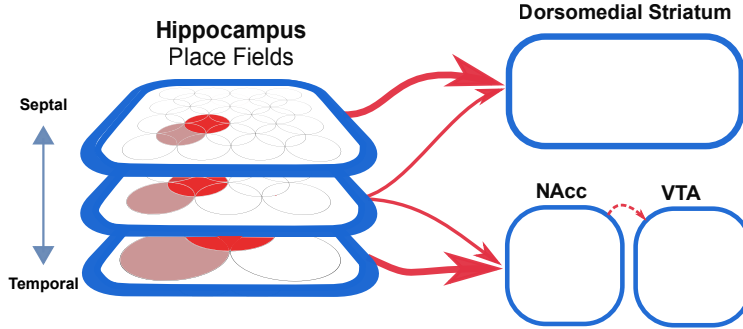 Hippocampus
Place Fields
Dorsomedial Striatum
Septal
Temporal
NAcc
VTA